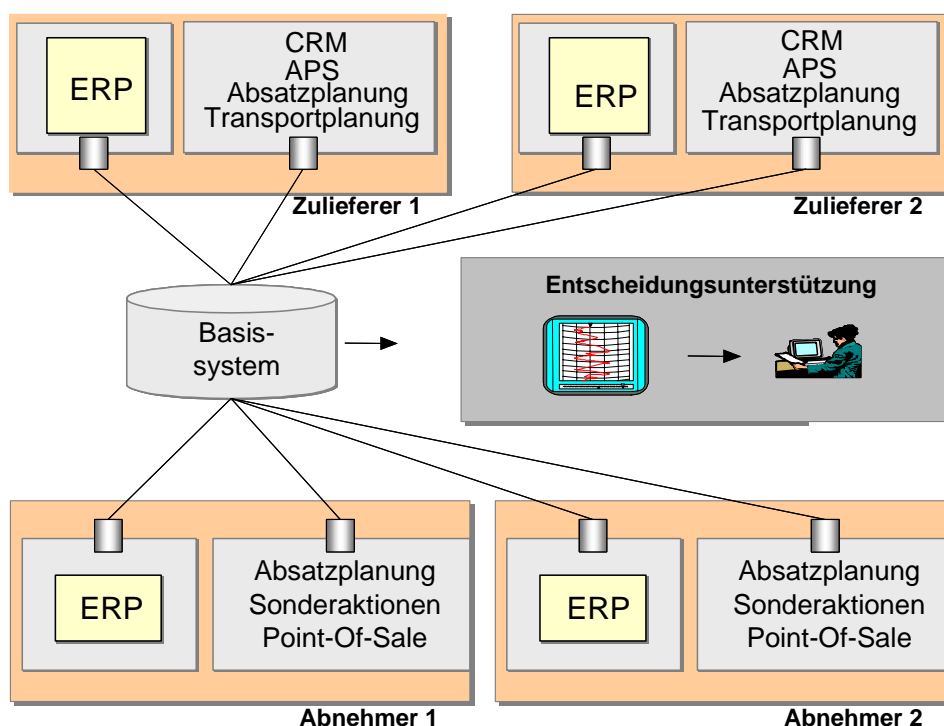 ERP
CRM
APS
Absatzplanung
Transportplanung
Zulieferer 1
ERP
CRM
APS
Absatzplanung
Transportplanung
Zulieferer 2
Basis-
system
Entscheidungsunterstützung
ERP
Absatzplanung
Sonderaktionen
Point-Of-Sale
Abnehmer 1
ERP
Absatzplanung
Sonderaktionen
Point-Of-Sale
Abnehmer 2